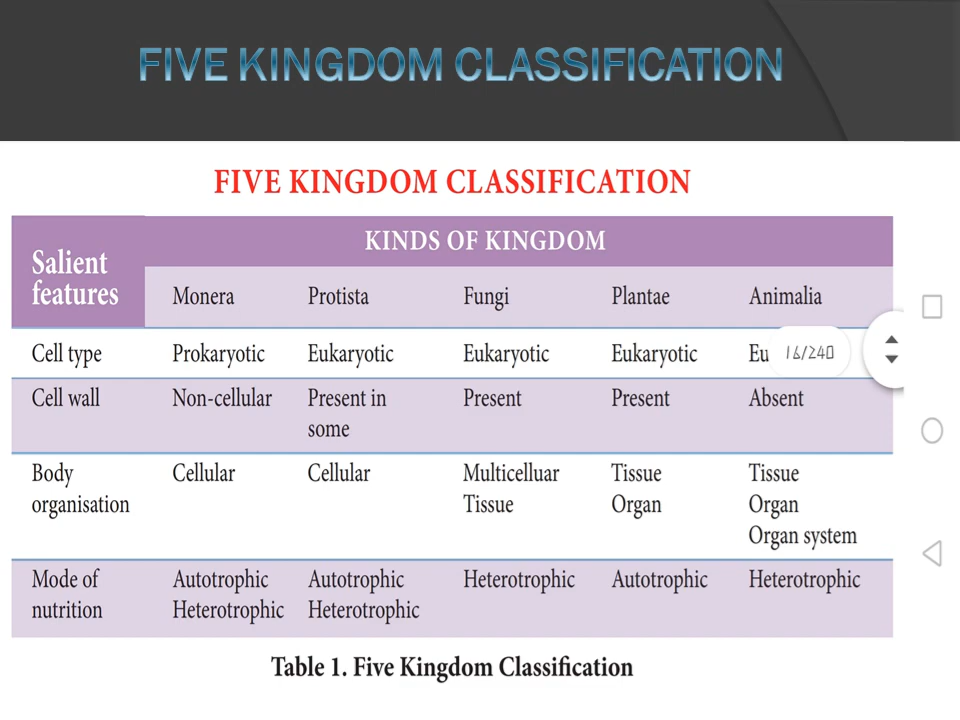 FIVE KINGDOM CLASSIFICATION
FIVE KINGDOM CLASSIFICATION
Salient features
KINDS OF KINGDOM
Monera Protista Fungi Plantae Animalia
Cell type Prokaryotic Eukaryotic Eukaryotic Eukaryotic Eu 16/240
Cell wall Non-cellular Present in some Present Present Absent
Body organisation Cellular Cellular Multicelluar Tissue Tissue Organ Tissue Organ Organ system
Mode of nutrition Autotrophic Heterotrophic Autotrophic Heterotrophic Heterotrophic Autotrophic Heterotrophic
Table 1. Five Kingdom Classification